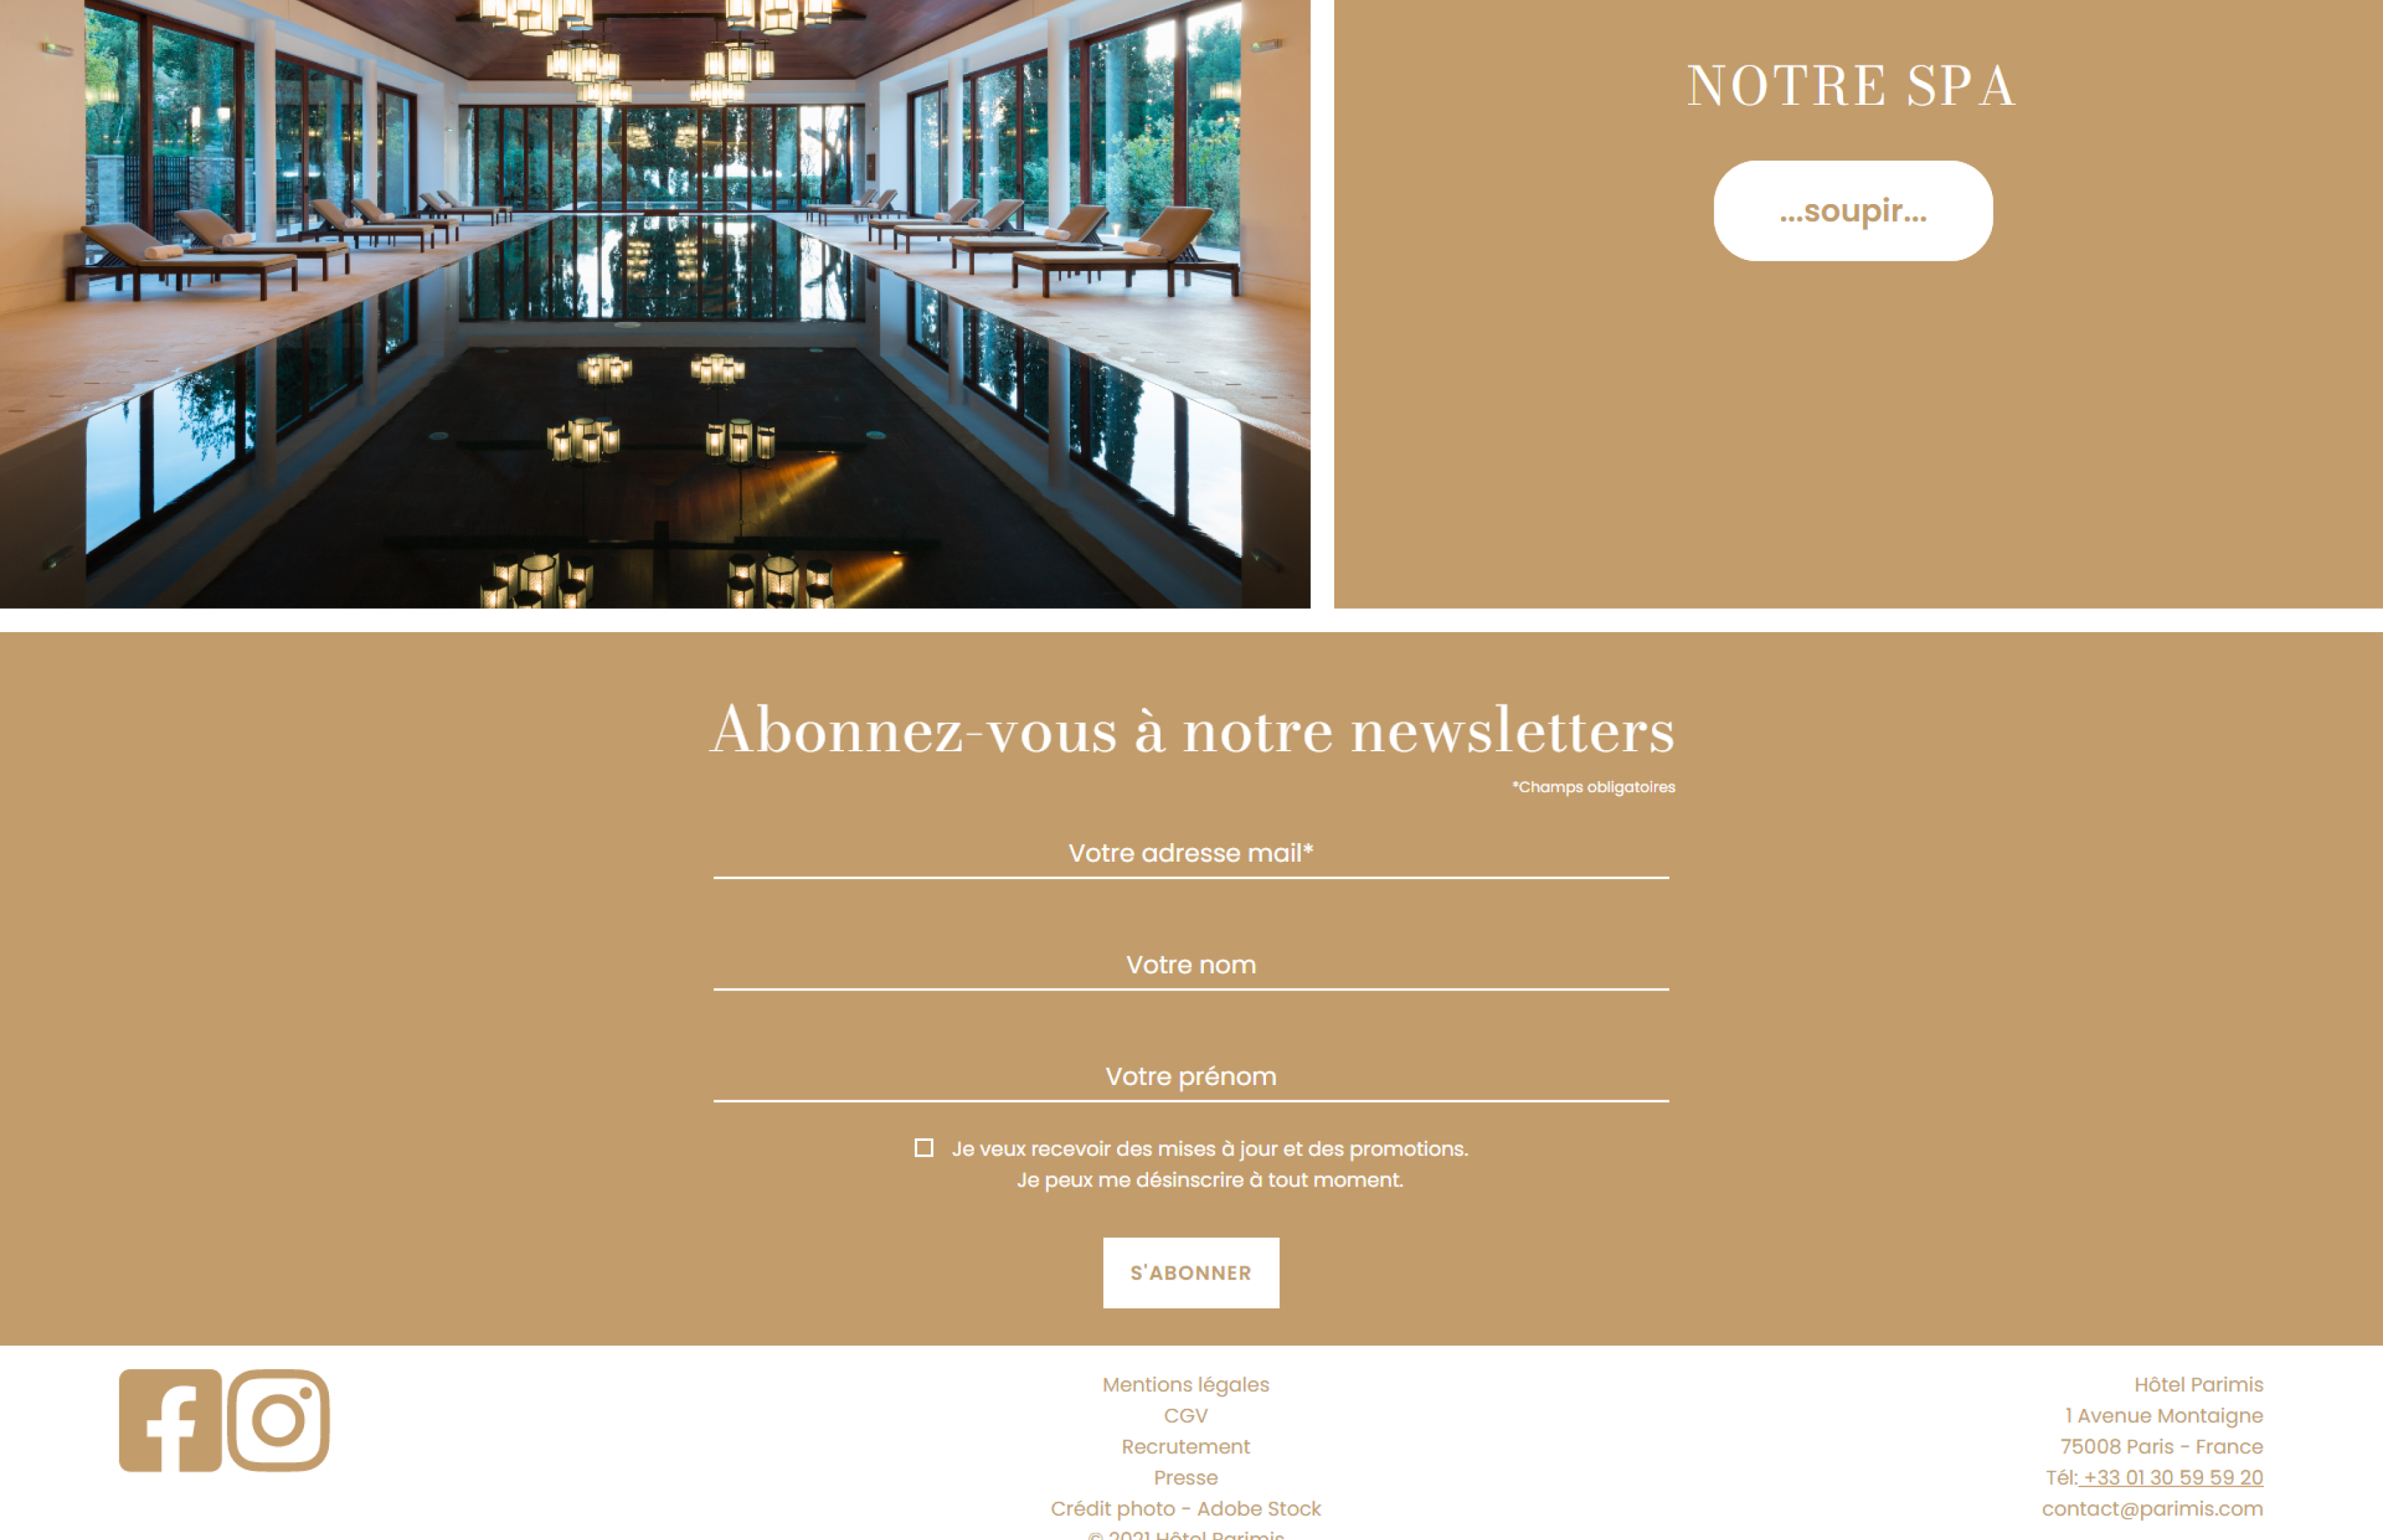 NOTRE SPA
...soupir...
Abonnez-vous à notre newsletters
*Champs obligatoires
Votre adresse mail*
Votre nom
Votre prénom
Je veux recevoir des mises à jour et des promotions.
Je peux me désinscrire à tout moment.
S'ABONNER
Mentions légales
CGV
Recrutement
Presse
Crédit photo - Adobe Stock
© 2021 Hôtel Parimis
Hôtel Parimis
1 Avenue Montaigne
75008 Paris - France
Tél: +33 01 30 59 59 20
contact@parimis.com